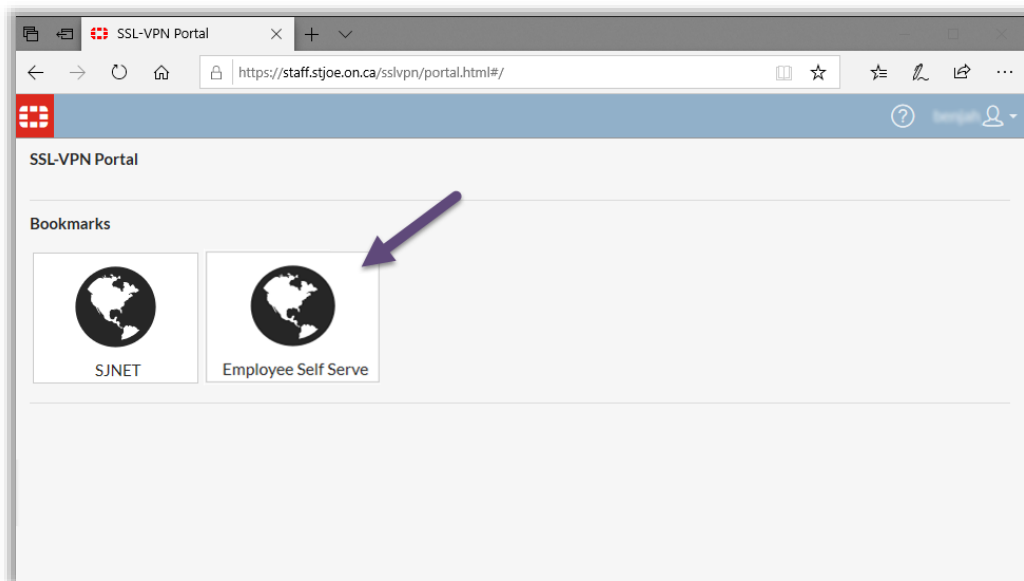 SSL-VPN Portal
https://staff.stjoe.on.ca/sslvpn/portal.html#/
SSL-VPN Portal
Bookmarks
SJNET
Employee Self Serve